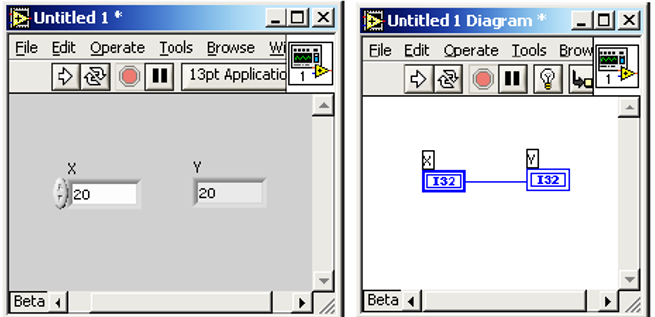 Untitled 1 *
File Edit Operate Tools Browse
13pt Applicatio
1
X
20
Y
20
Beta
Untitled 1 Diagram *
File Edit Operate Tools Brow
1
X
I32
Y
I32
Beta